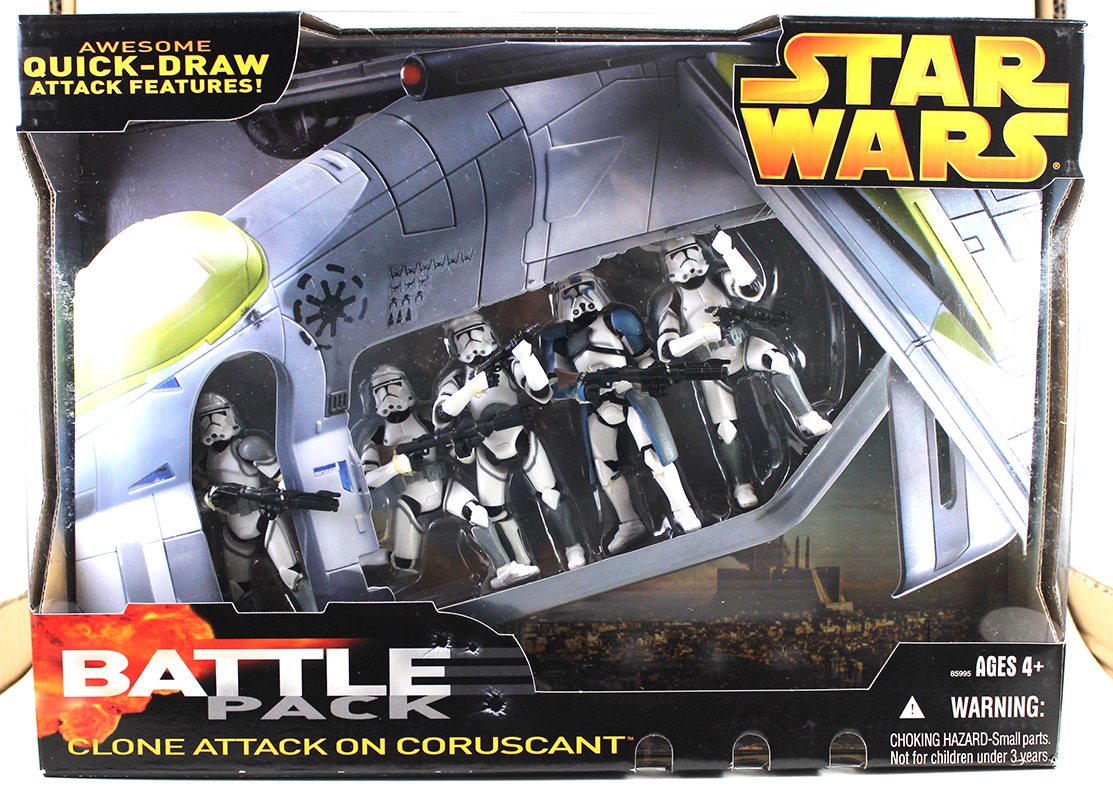 AWESOME
QUICK-DRAW
ATTACK FEATURES!
STAR
WARS®
BATTLE
PACK
CLONE ATTACK ON CORUSCANT™
85995 AGES 4+
WARNING:
CHOKING HAZARD-Small parts.
Not for children under 3 years.